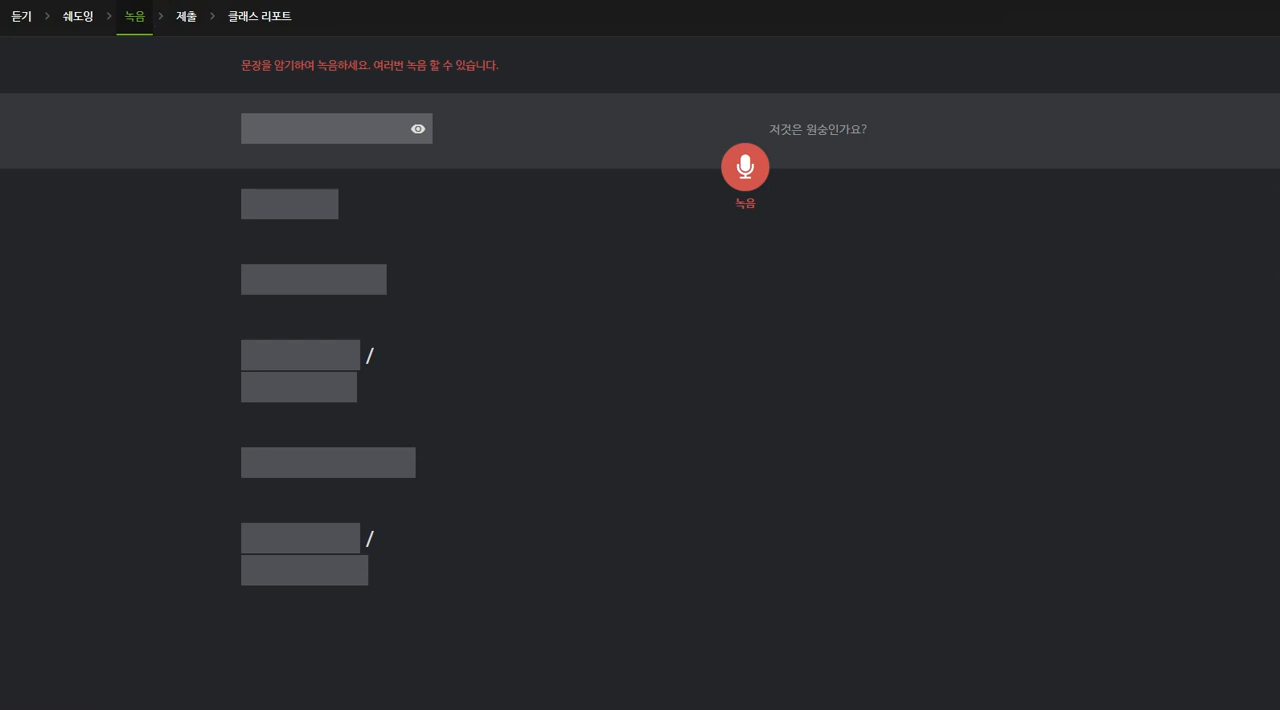 듣기 > 쉐도잉 > 녹음 > 제출 > 클래스 리포트
문장을 암기하여 녹음하세요. 여러번 녹음 할 수 있습니다.
저것은 원숭인가요?
녹음
/
/